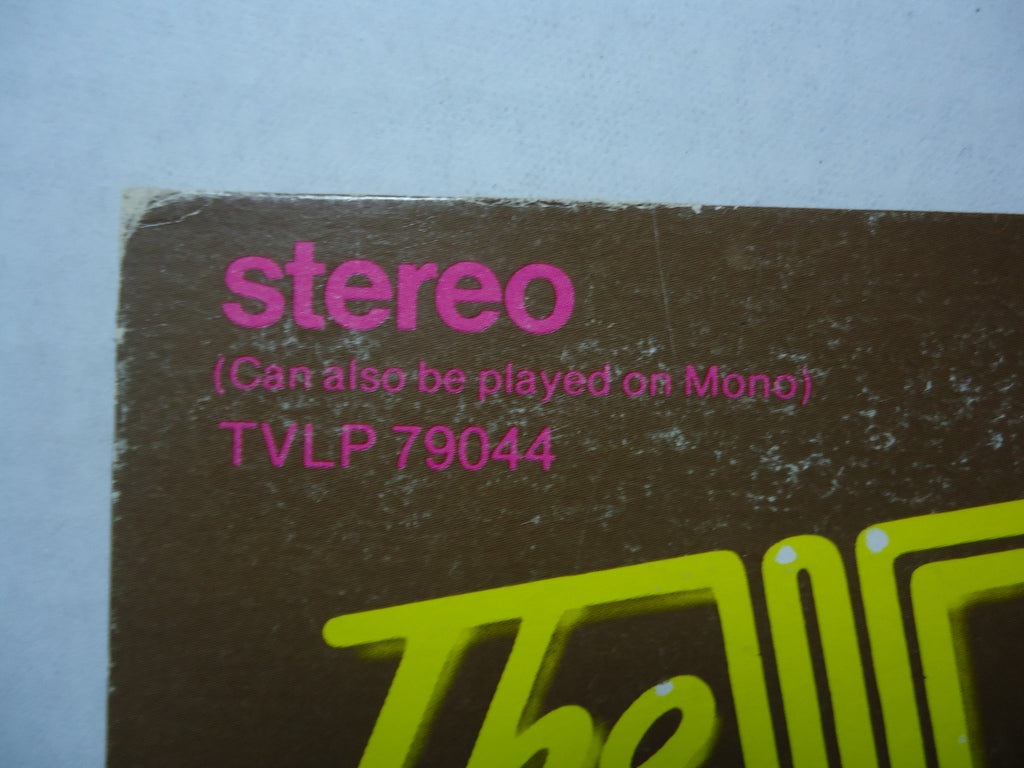 stereo
(Can also be played on Mono)
TVLP 79044
The